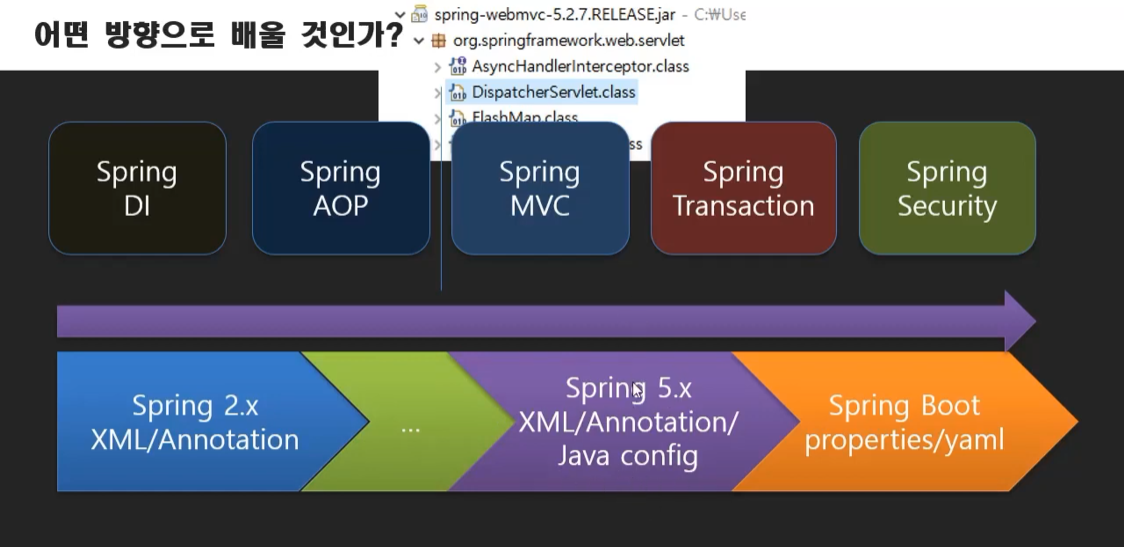 어떤 방향으로 배울 것인가?
spring-webmvc-5.2.7.RELEASE.jar - C:₩Use
org.springframework.web.servlet
AsyncHandlerInterceptor.class
DispatcherServlet.class
FlashMap.class
ss
Spring
DI
Spring
AOP
Spring
MVC
Spring
Transaction
Spring
Security
Spring 2.x
XML/Annotation
...
Spring 5.x
XML/Annotation/
Java config
Spring Boot
properties/yaml